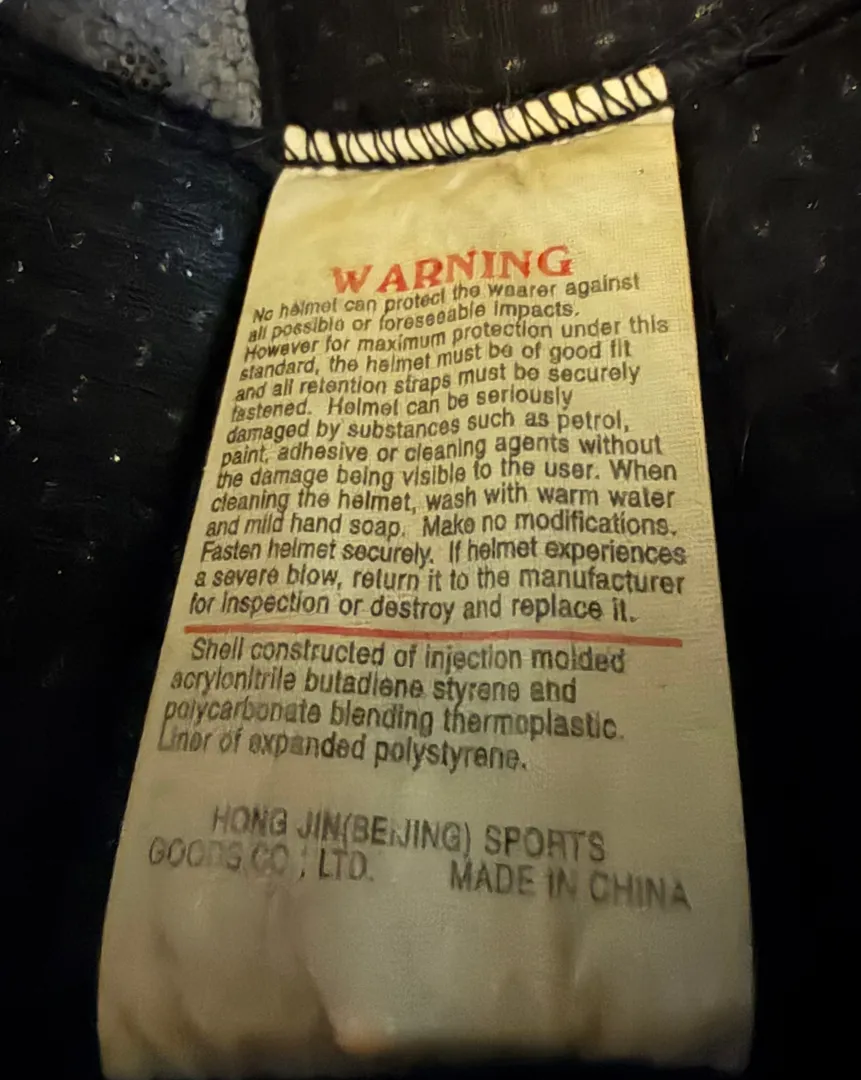 WARNING
No helmet can protect the wearer against
all possible or foreseeable impacts.
However for maximum protection under this
standard, the helmet must be of good fit
and all retention straps must be securely
fastened. Helmet can be seriously
damaged by substances such as petrol,
paint, adhesive or cleaning agents without
the damage being visible to the user. When
cleaning the helmet, wash with warm water
and mild hand soap. Make no modifications.
Fasten helmet securely. If helmet experiences
a severe blow, return it to the manufacturer
for inspection or destroy and replace it.
Shell constructed of injection molded
acrylonitrile butadiene styrene and
polycarbonate blending thermoplastic.
Liner of expanded polystyrene.
HONG JIN(BEIJING) SPORTS
GOODS CO ; LTD. MADE IN CHINA